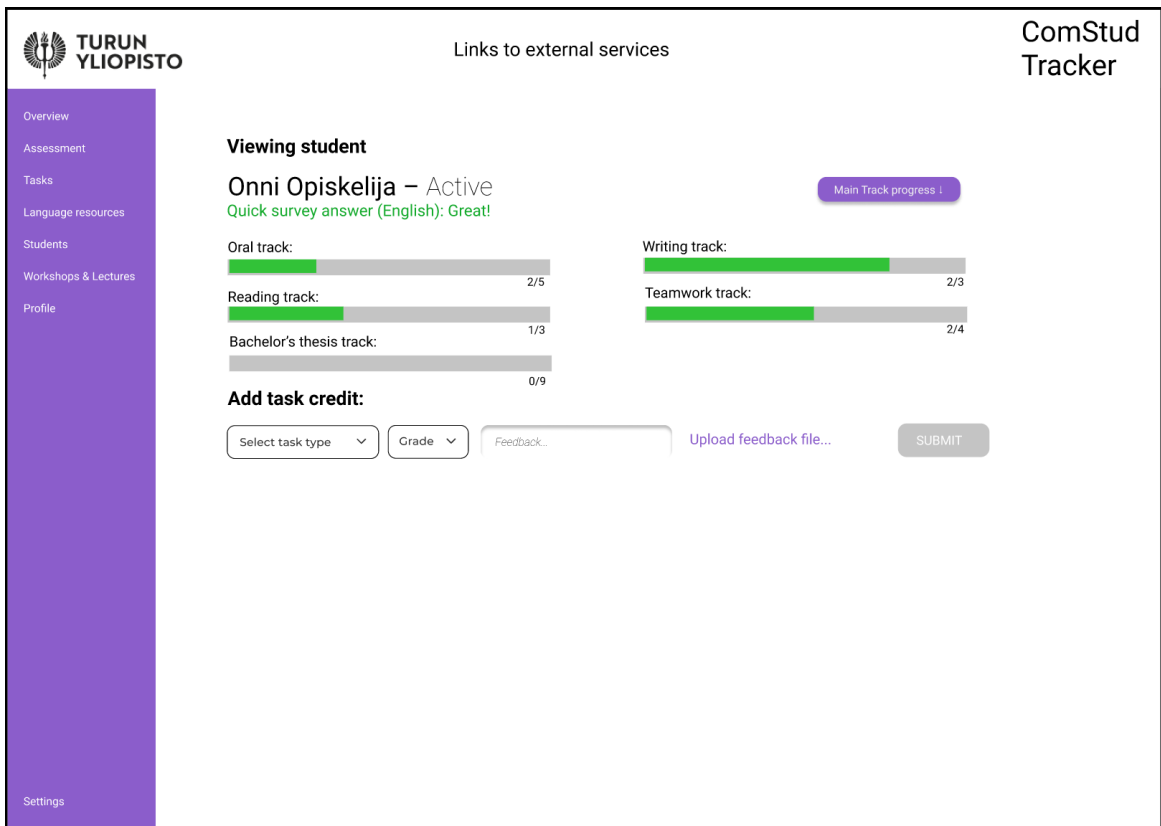 TURUN
YLIOPISTO
Links to external services
ComStud
Tracker
Overview
Assessment
Tasks
Language resources
Students
Workshops & Lectures
Profile
Settings
Viewing student
Onni Opiskelija – Active
Main Track progress ↓
Quick survey answer (English): Great!
Oral track:
2/5
Writing track:
2/3
Reading track:
1/3
Teamwork track:
2/4
Bachelor’s thesis track:
0/9
Add task credit:
Select task type
Grade
Feedback...
Upload feedback file...
SUBMIT